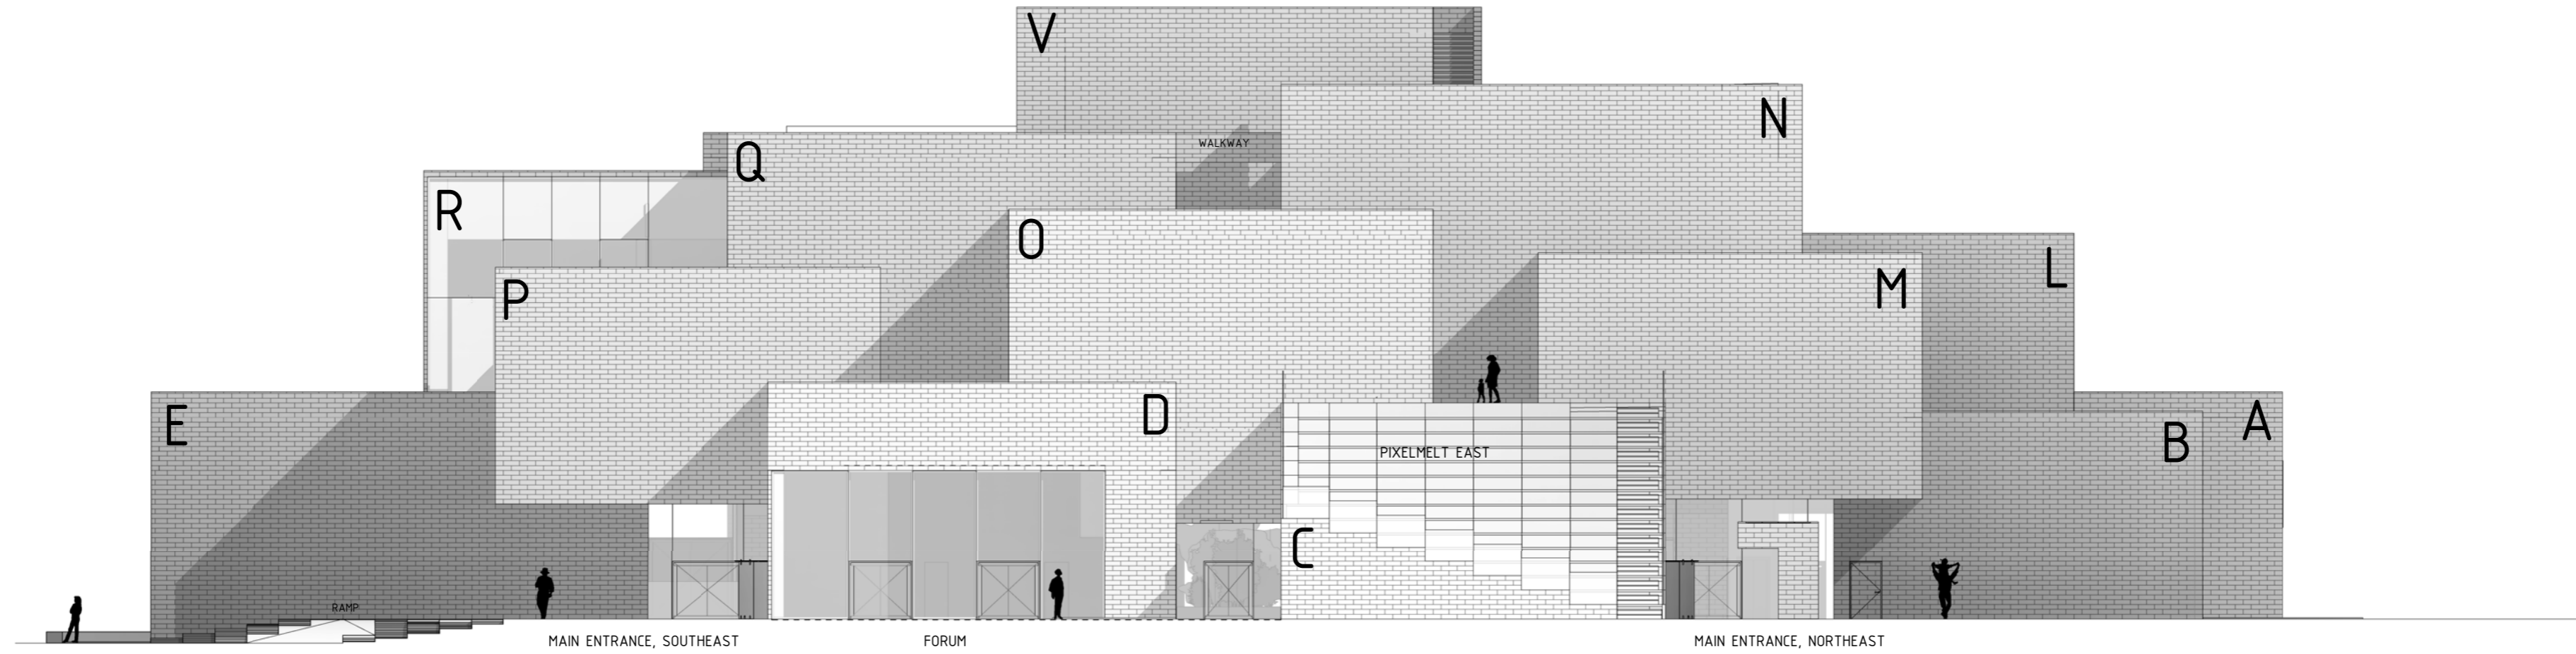 V
N
Q
WALKWAY
R
O
L
P
M
E
D
A
B
PIXELMELT EAST
C
RAMP
MAIN ENTRANCE, SOUTHEAST
FORUM
MAIN ENTRANCE, NORTHEAST